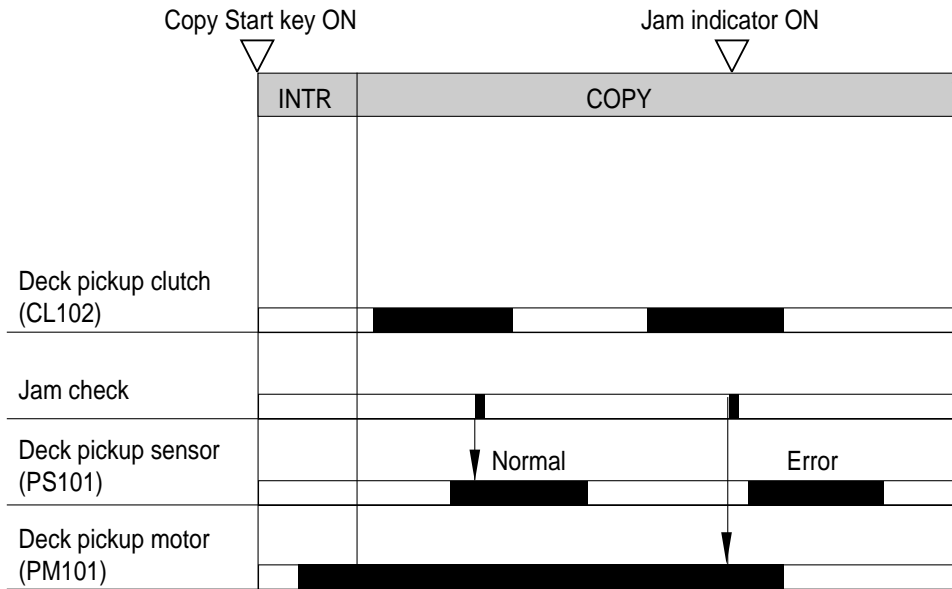 Copy Start key ON
Jam indicator ON
INTR
COPY
Deck pickup clutch
(CL102)
Jam check
Deck pickup sensor
(PS101)
Normal
Error
Deck pickup motor
(PM101)